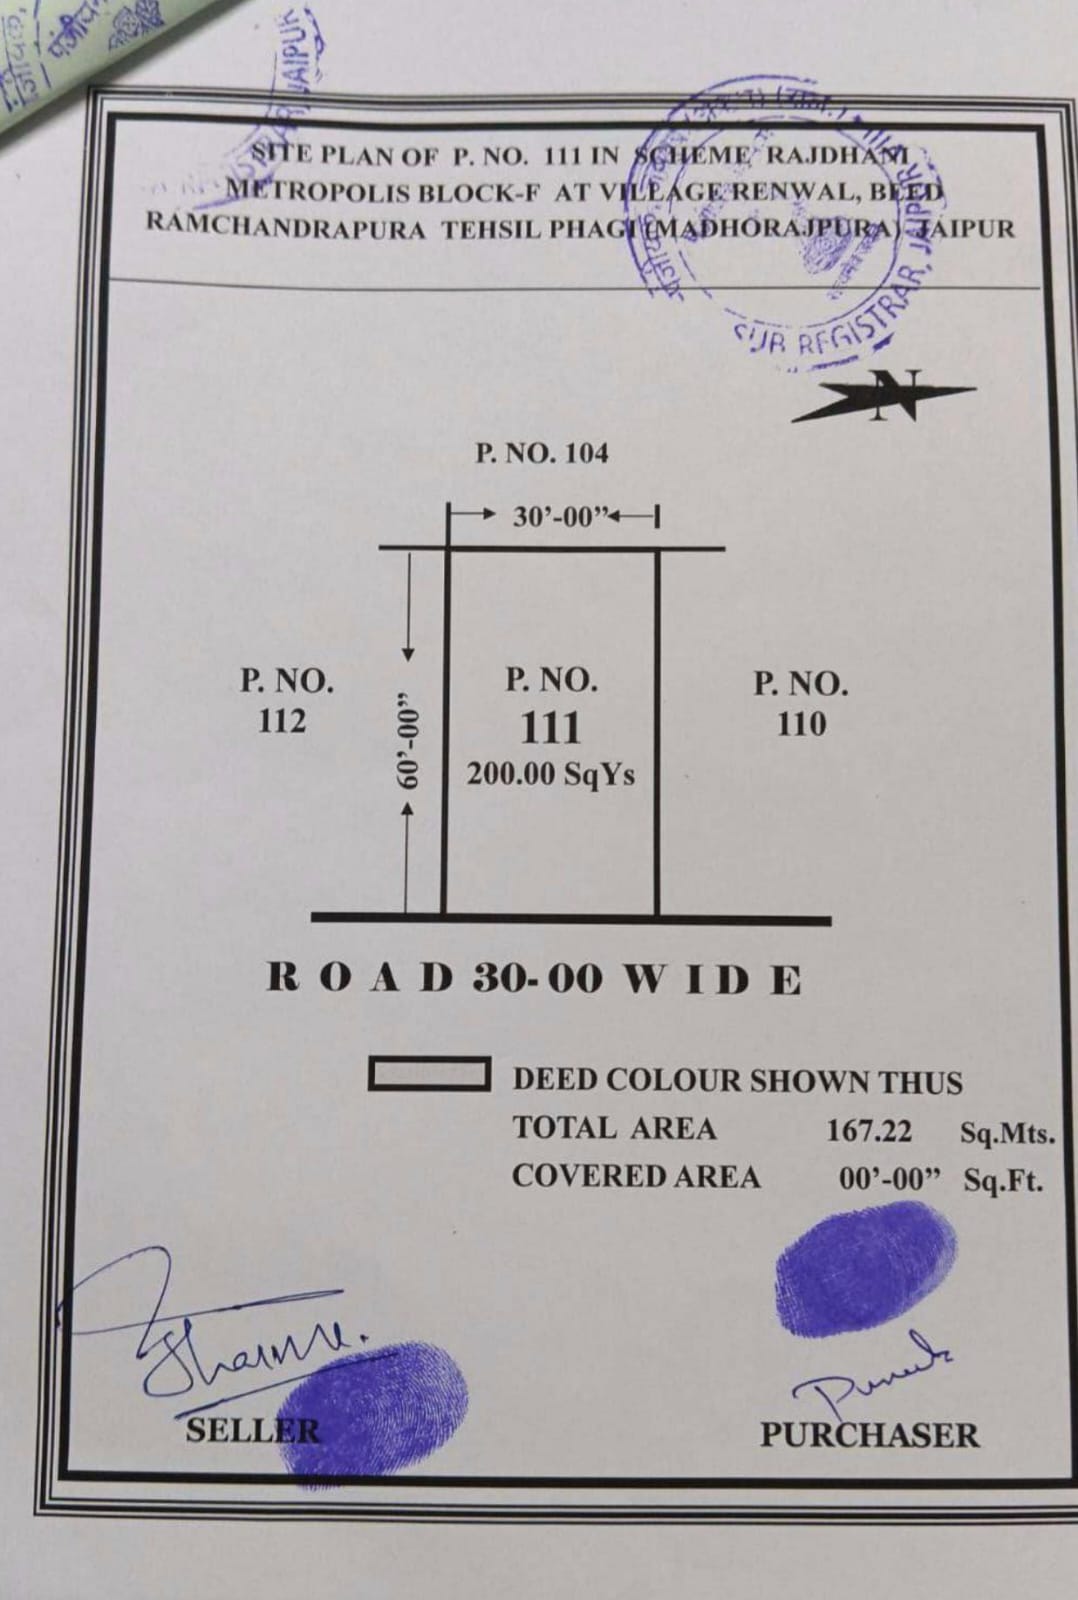 SITE PLAN OF P. NO. 111 IN SCHEME RAJDHANI
METROPOLIS BLOCK-F AT VILLAGE RENWAL, BEED
RAMCHANDRAPURA TEHSIL PHAGI (MADHORAJPURA) JAIPUR
SUB REGISTRAR, JAIPUR
N
P. NO. 104
30’-00”
P. NO.
112
60’-00”
P. NO.
111
200.00 SqYs
P. NO.
110
ROAD 30-00 WIDE
DEED COLOUR SHOWN THUS
TOTAL AREA 167.22 Sq.Mts.
COVERED AREA 00’-00” Sq.Ft.
SELLER
PURCHASER